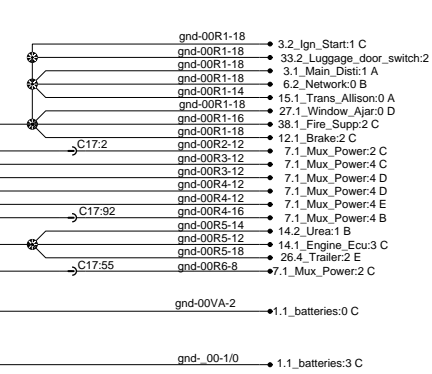 gnd-00R1-18 3.2_Ign_Start:1 C
gnd-00R1-18 33.2_Luggage_door_switch:2
gnd-00R1-18 3.1_Main_Disti:1 A
gnd-00R1-18 6.2_Network:0 B
gnd-00R1-14 15.1_Trans_Allison:0 A
gnd-00R1-18 27.1_Window_Ajar:0 D
gnd-00R1-16 38.1_Fire_Supp:2 C
gnd-00R1-18 12.1_Brake:2 C
C17:2 gnd-00R2-12 7.1_Mux_Power:2 C
gnd-00R3-12 7.1_Mux_Power:4 C
gnd-00R3-12 7.1_Mux_Power:4 D
gnd-00R4-12 7.1_Mux_Power:4 D
gnd-00R4-12 7.1_Mux_Power:4 E
C17:92 gnd-00R4-16 7.1_Mux_Power:4 B
gnd-00R5-14 14.2_Urea:1 B
gnd-00R5-12 14.1_Engine_Ecu:3 C
gnd-00R5-18 26.4_Trailer:2 E
C17:55 gnd-00R6-8 7.1_Mux_Power:2 C
gnd-00VA-2 1.1_batteries:0 C
gnd-_00-1/0 1.1_batteries:3 C